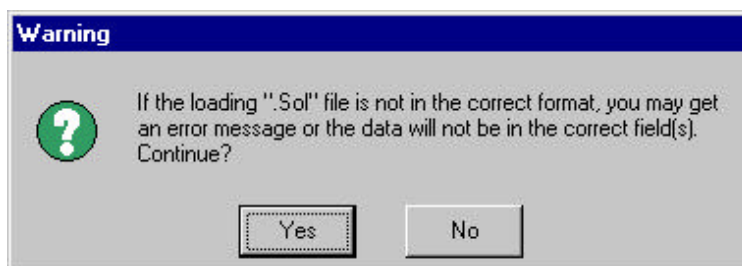 Warning
If the loading ".Sol" file is not in the correct format, you may get
an error message or the data will not be in the correct field(s).
Continue?
Yes No